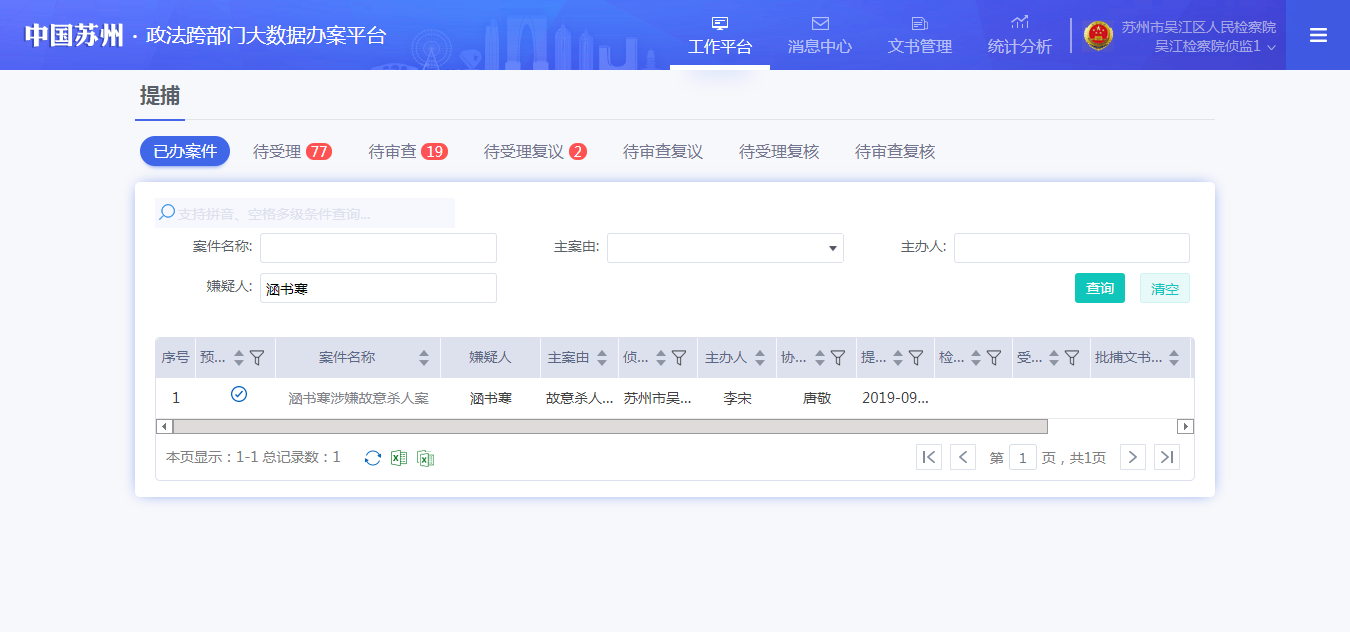 中国苏州 · 政法跨部门大数据办案平台
工作平台 消息中心 文书管理 统计分析
苏州市吴江区人民检察院
吴江检察院侦监1
提捕
已办案件 待受理 77 待审查 19 待受理复议 2 待审查复议 待受理复核 待审查复核
支持拼音、空格多级条件查询...
案件名称: 主案由: 主办人:
嫌疑人: 涵书寒 查询 清空
序号 预... 案件名称 嫌疑人 主案由 侦... 主办人 协... 提... 检... 受... 批捕文书...
1 涵书寒涉嫌故意杀人案 涵书寒 故意杀人... 苏州市吴... 李宋 唐敬 2019-09...
本页显示：1-1 总记录数：1 第 1 页，共1页